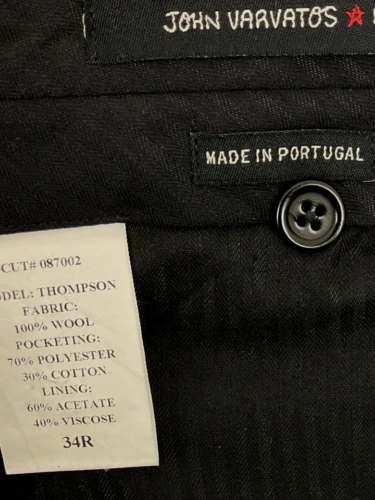 JOHN VARVATOS
MADE IN PORTUGAL
CUT# 087002
DEL: THOMPSON
FABRIC:
100% WOOL
POCKETING:
70% POLYESTER
30% COTTON
LINING:
60% ACETATE
40% VISCOSE
34R